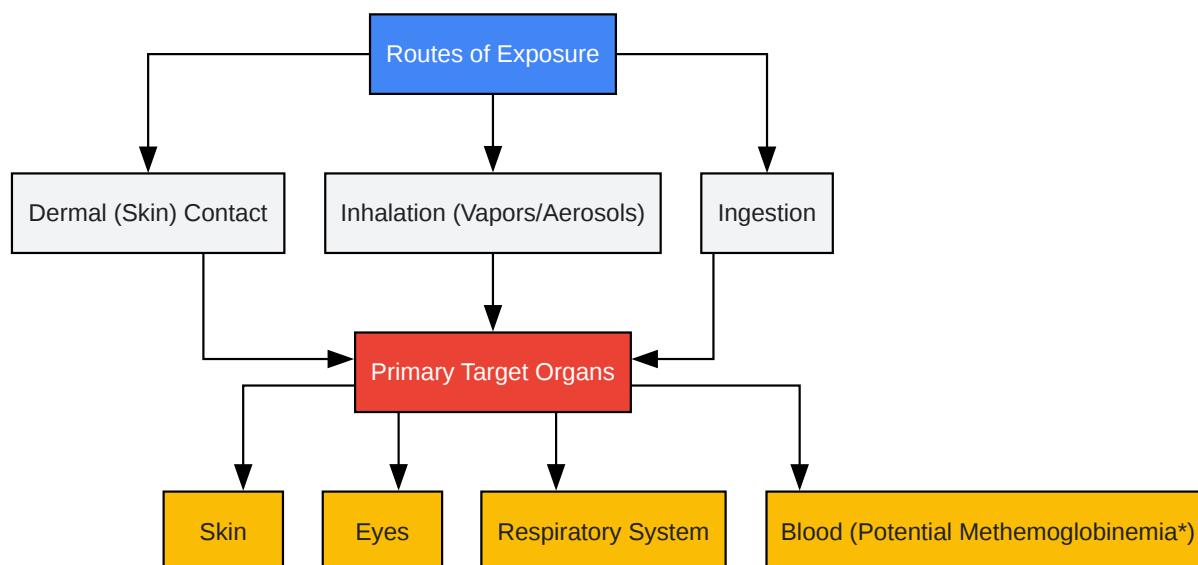 Routes of Exposure
Dermal (Skin) Contact
Inhalation (Vapors/Aerosols)
Ingestion
Primary Target Organs
Skin
Eyes
Respiratory System
Blood (Potential Methemoglobinemia*)